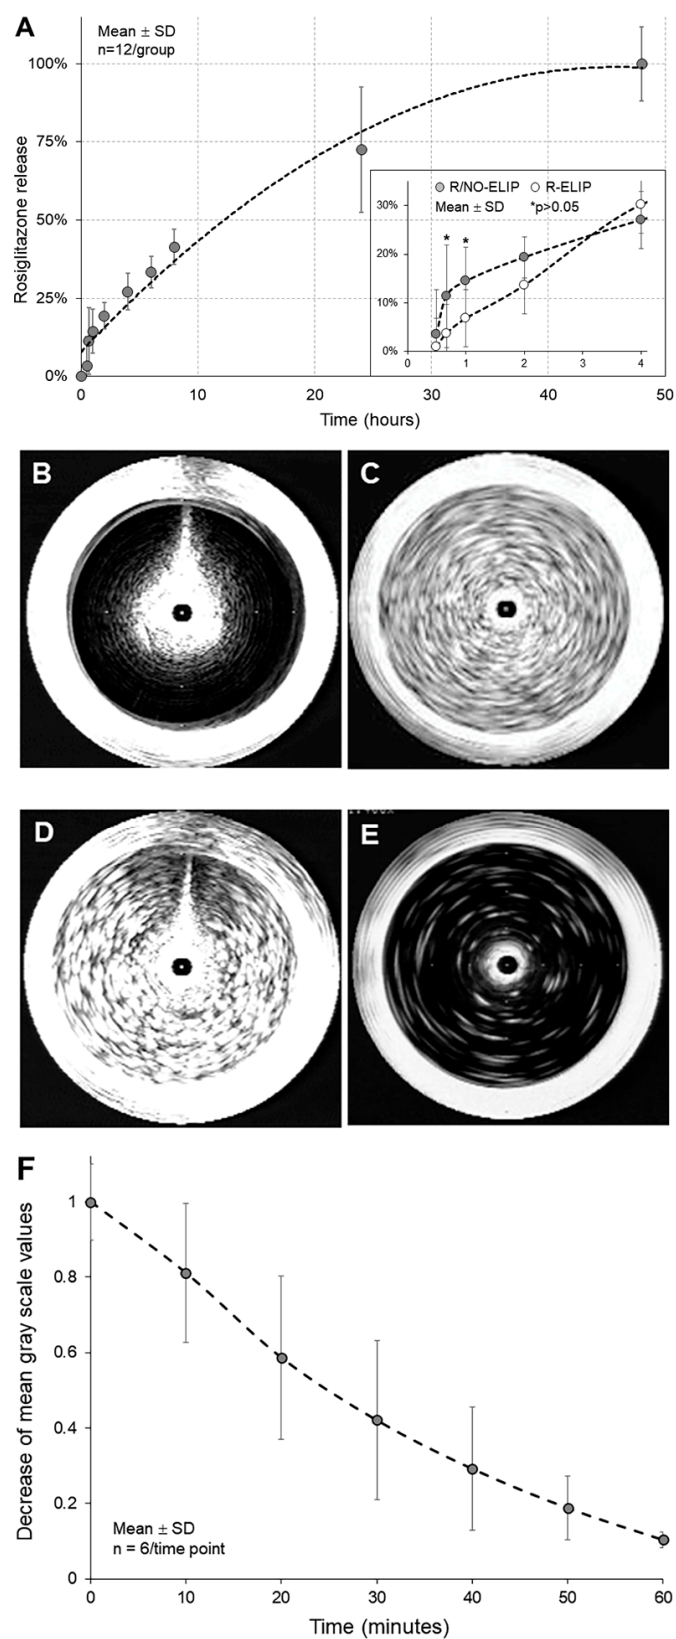 A
Mean ± SD
n=12/group
Rosiglitazone release
100%
75%
50%
25%
0%
R/NO-ELIP
R-ELIP
Mean ± SD
*p>0.05
30%
20%
10%
0%
*
*
0
1
2
3
4
0
10
20
30
40
50
Time (hours)
B
C
D
E
F
Decrease of mean gray scale values
1
0.8
0.6
0.4
0.2
0
Mean ± SD
n = 6/time point
0
10
20
30
40
50
60
Time (minutes)